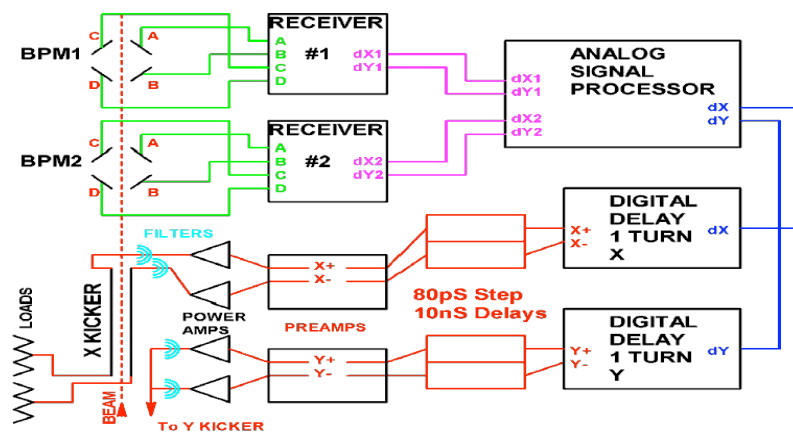 BPM1
C
A
D
B
RECEIVER
#1
A
B
C
D
dX1
dY1
ANALOG
SIGNAL
PROCESSOR
dX1
dY1
dX2
dY2
dX
dY
BPM2
C
A
D
B
RECEIVER
#2
A
B
C
D
dX2
dY2
FILTERS
X KICKER
LOADS
BEAM
POWER
AMPS
X+
X-
PREAMPS
Y+
Y-
80pS Step
10nS Delays
DIGITAL
DELAY
1 TURN
X
X+
X-
dX
DIGITAL
DELAY
1 TURN
Y
Y+
Y-
dY
To Y KICKER